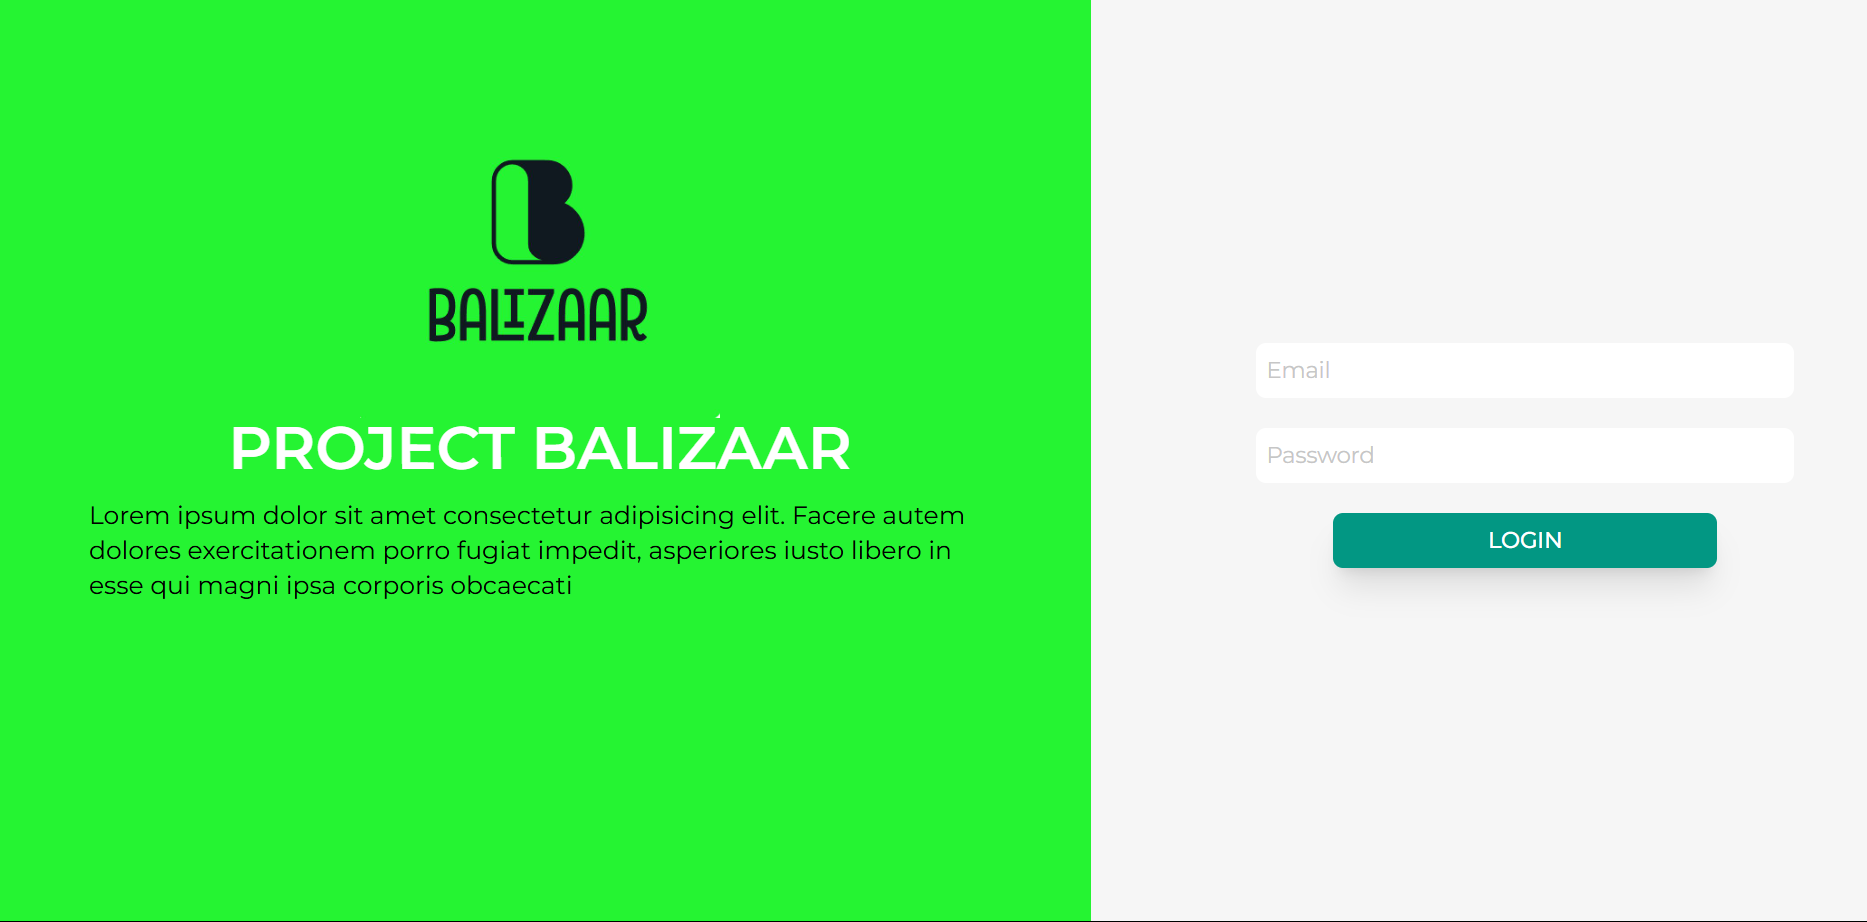 B
BALIZAAR
PROJECT BALIZAAR
Lorem ipsum dolor sit amet consectetur adipisicing elit. Facere autem
dolores exercitationem porro fugiat impedit, asperiores iusto libero in
esse qui magni ipsa corporis obcaecati
Email
Password
LOGIN